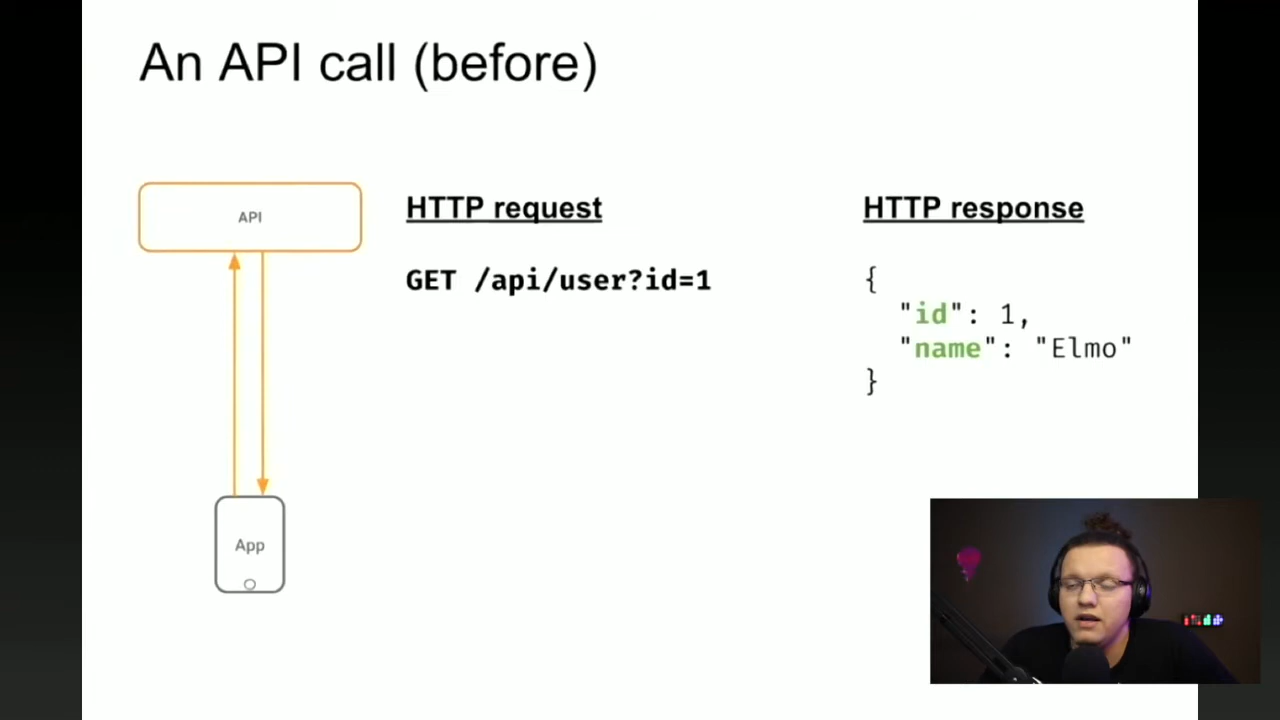 An API call (before)
API
HTTP request
HTTP response
GET /api/user?id=1
{
"id": 1,
"name": "Elmo"
}
App